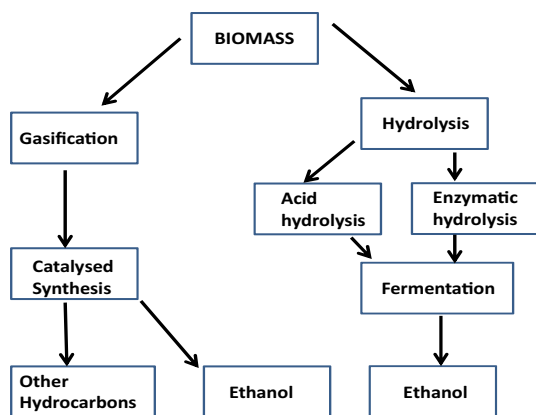 BIOMASS
Gasification
Hydrolysis
Acid
hydrolysis
Enzymatic
hydrolysis
Catalysed
Synthesis
Fermentation
Other
Hydrocarbons
Ethanol
Ethanol